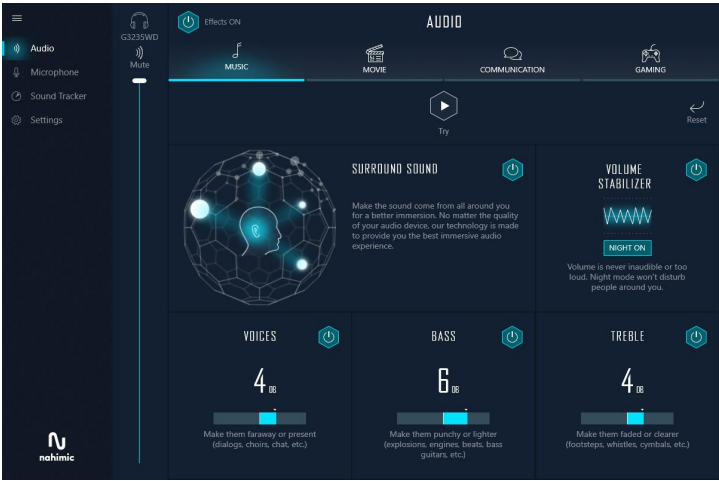 Audio
Microphone
Sound Tracker
Settings
nahimic
G3235WD
Mute
Effects ON
AUDIO
MUSIC
MOVIE
COMMUNICATION
GAMING
Try
Reset
SURROUND SOUND
Make the sound come from all around you
for a better immersion. No matter the quality
of your audio device, our technology is made
to provide you the best immersive audio
experience.
VOLUME
STABILIZER
NIGHT ON
Volume is never inaudible or too
loud. Night mode won't disturb
people around you.
VOICES
4 DB
Make them faraway or present
(dialogs, choirs, chat, etc.)
BASS
6 DB
Make them punchy or lighter
(explosions, engines, beats, bass
guitars, etc.)
TREBLE
4 DB
Make them faded or clearer
(footsteps, whistles, cymbals, etc.)